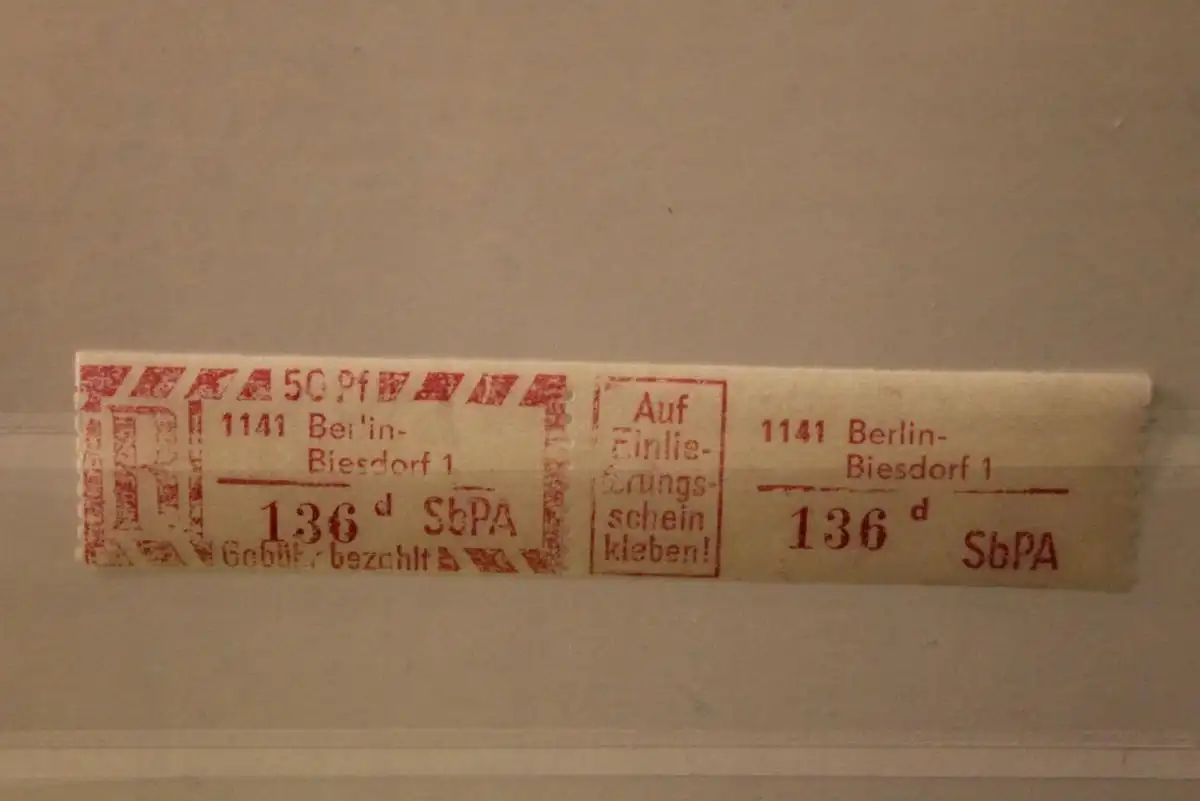 50 Pf
R
1141 Berlin-
Biesdorf 1
136 d SbPA
Gebühr bezahlt
Auf
Einlie-
ferungs-
schein
kleben!
1141 Berlin-
Biesdorf 1
136 d
SbPA